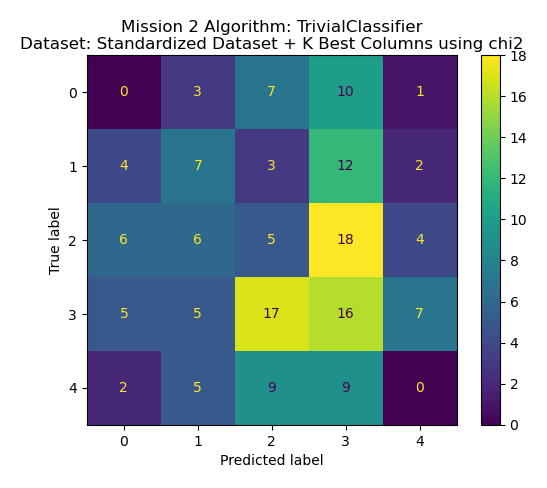 Mission 2 Algorithm: TrivialClassifier
Dataset: Standardized Dataset + K Best Columns using chi2
True label
0 0 3 7 10 1
1 4 7 3 12 2
2 6 6 5 18 4
3 5 5 17 16 7
4 2 5 9 9 0
0 1 2 3 4
Predicted label
18
16
14
12
10
8
6
4
2
0